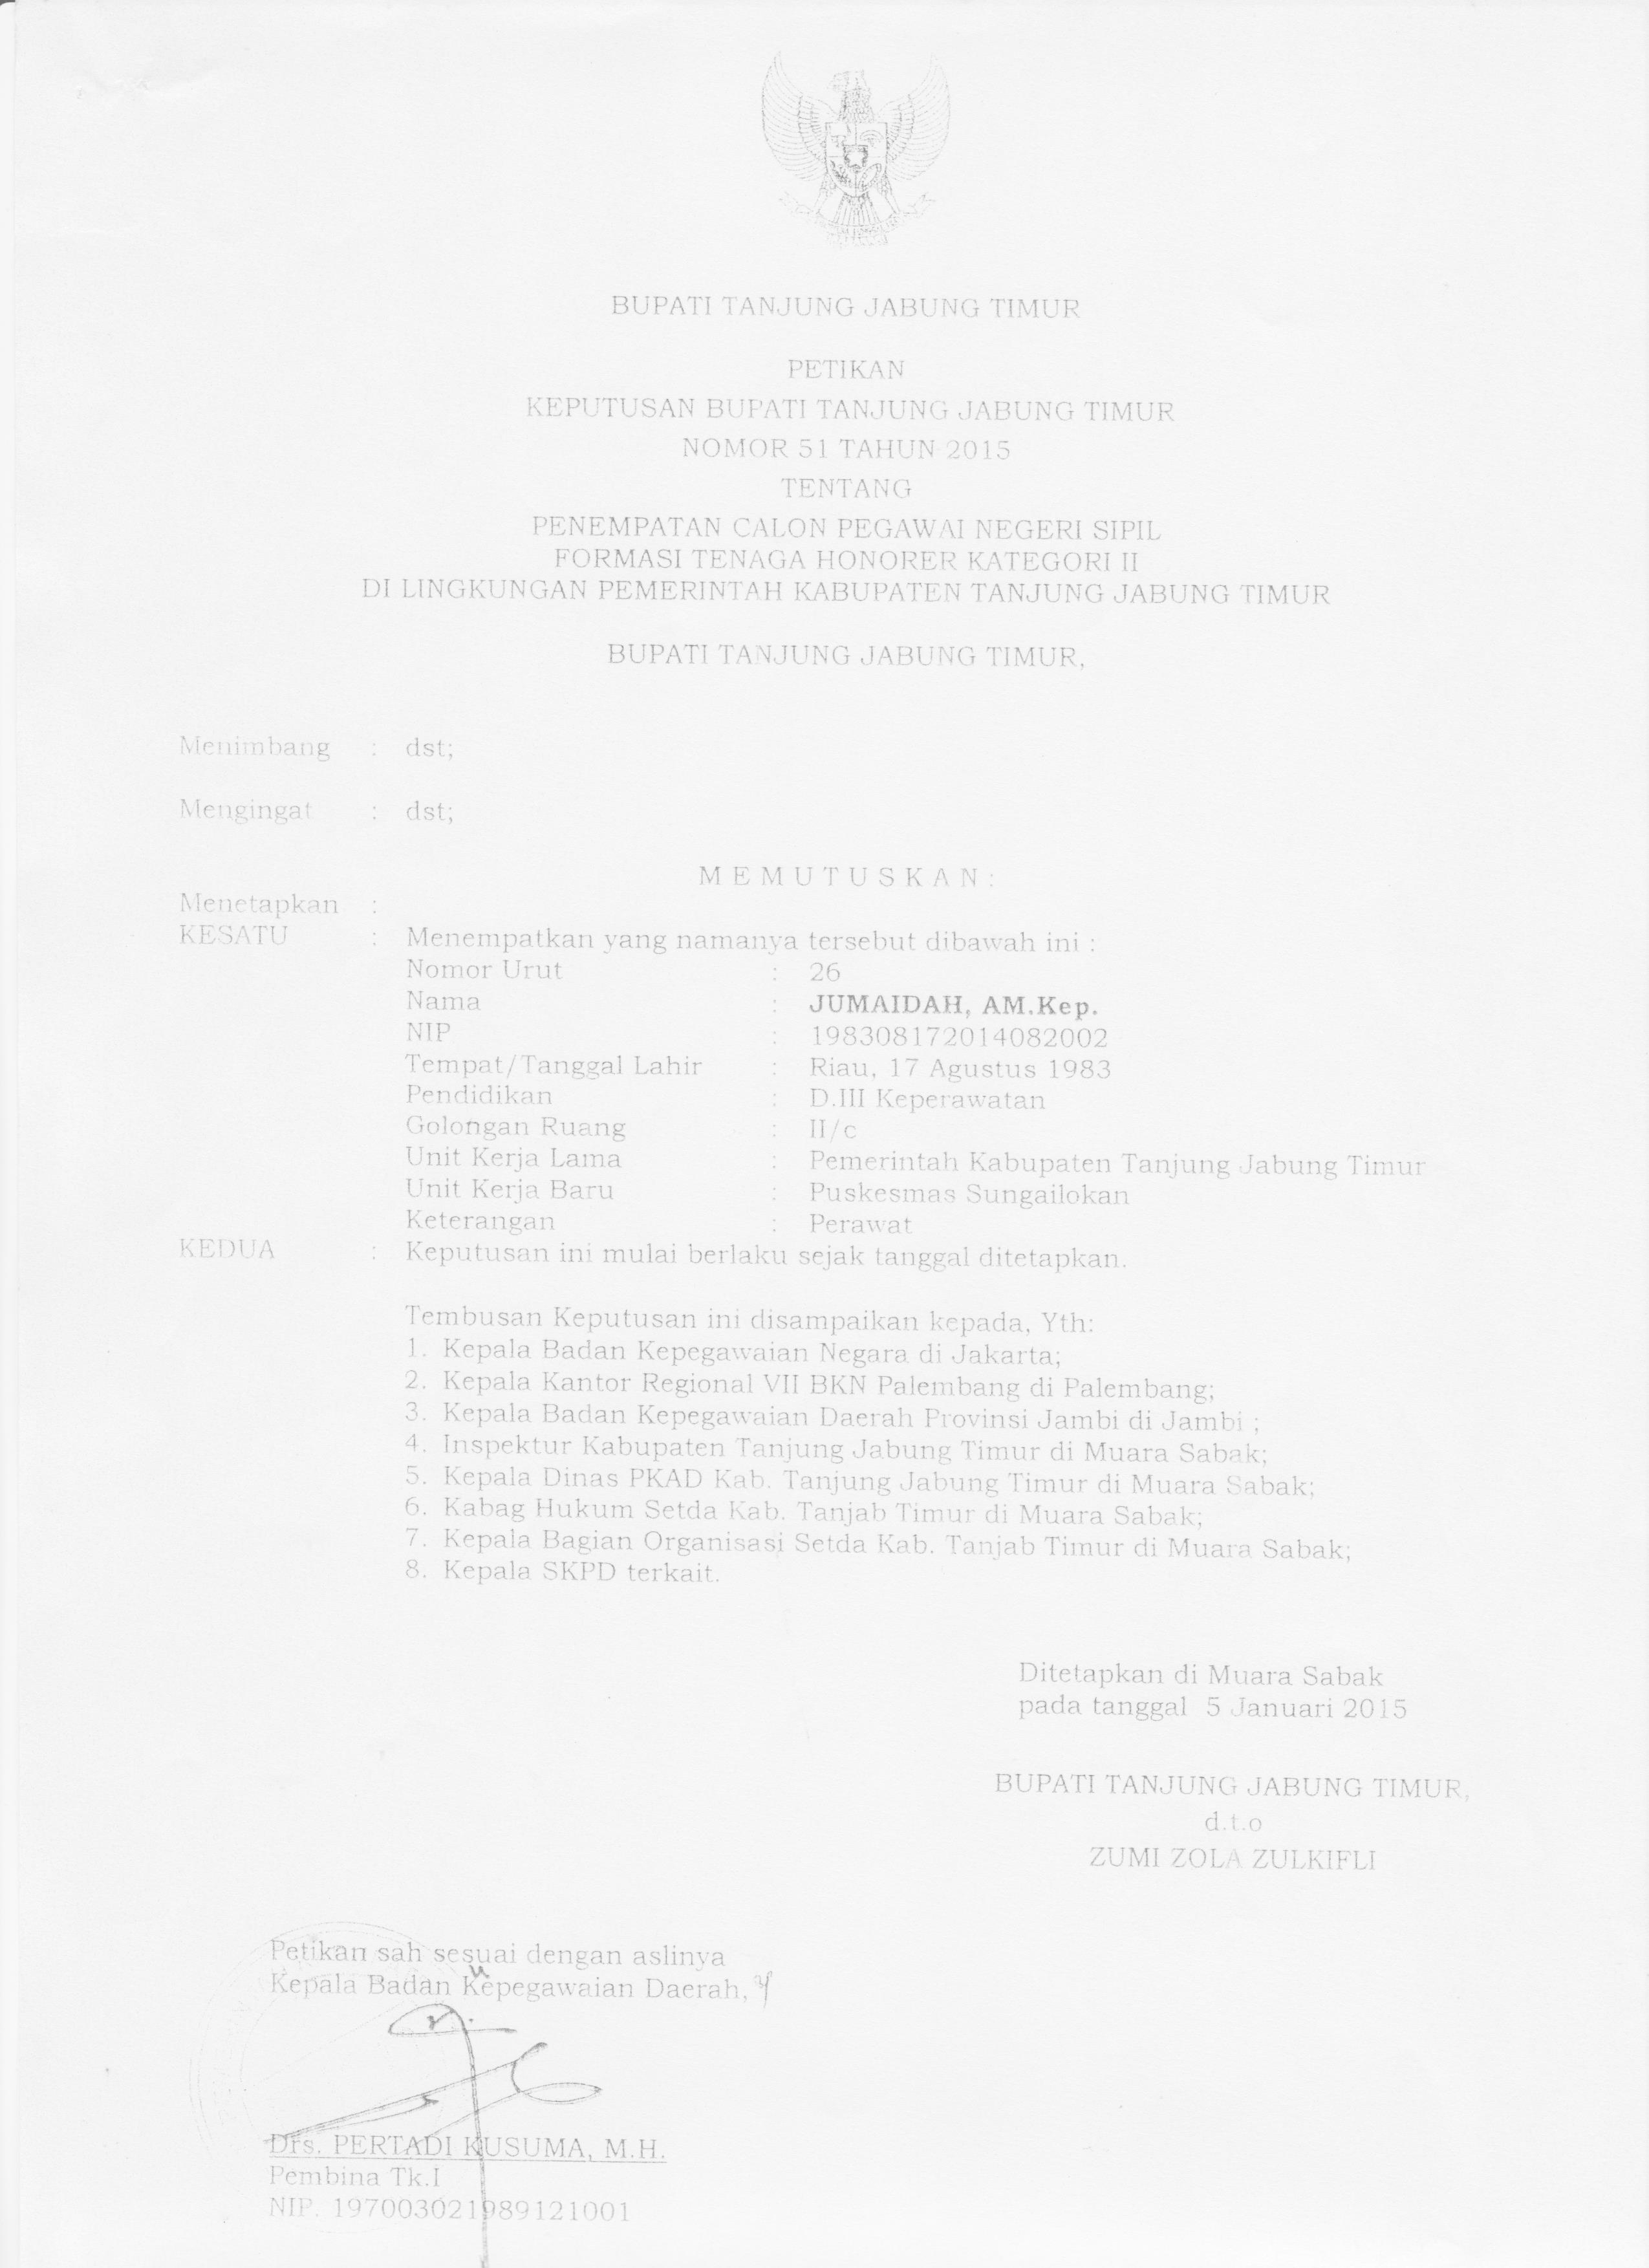 BUPATI TANJUNG JABUNG TIMUR
PETIKAN
KEPUTUSAN BUPATI TANJUNG JABUNG TIMUR
NOMOR 51 TAHUN 2015
TENTANG
PENEMPATAN CALON PEGAWAI NEGERI SIPIL
FORMASI TENAGA HONORER KATEGORI II
DI LINGKUNGAN PEMERINTAH KABUPATEN TANJUNG JABUNG TIMUR
BUPATI TANJUNG JABUNG TIMUR,
Menimbang : dst;
Mengingat : dst;
M E M U T U S K A N :
Menetapkan :
KESATU : Menempatkan yang namanya tersebut dibawah ini :
Nomor Urut : 26
Nama : JUMAIDAH, AM.Kep.
NIP : 198308172014082002
Tempat/Tanggal Lahir : Riau, 17 Agustus 1983
Pendidikan : D.III Keperawatan
Golongan Ruang : II/c
Unit Kerja Lama : Pemerintah Kabupaten Tanjung Jabung Timur
Unit Kerja Baru : Puskesmas Sungailokan
Keterangan : Perawat
KEDUA : Keputusan ini mulai berlaku sejak tanggal ditetapkan.
Tembusan Keputusan ini disampaikan kepada, Yth:
1. Kepala Badan Kepegawaian Negara di Jakarta;
2. Kepala Kantor Regional VII BKN Palembang di Palembang;
3. Kepala Badan Kepegawaian Daerah Provinsi Jambi di Jambi ;
4. Inspektur Kabupaten Tanjung Jabung Timur di Muara Sabak;
5. Kepala Dinas PKAD Kab. Tanjung Jabung Timur di Muara Sabak;
6. Kabag Hukum Setda Kab. Tanjab Timur di Muara Sabak;
7. Kepala Bagian Organisasi Setda Kab. Tanjab Timur di Muara Sabak;
8. Kepala SKPD terkait.
Ditetapkan di Muara Sabak
pada tanggal 5 Januari 2015
BUPATI TANJUNG JABUNG TIMUR,
d.t.o
ZUMI ZOLA ZULKIFLI
Petikan sah sesuai dengan aslinya
Kepala Badan Kepegawaian Daerah,
Drs. PERTADI KUSUMA, M.H.
Pembina Tk.I
NIP. 197003021989121001